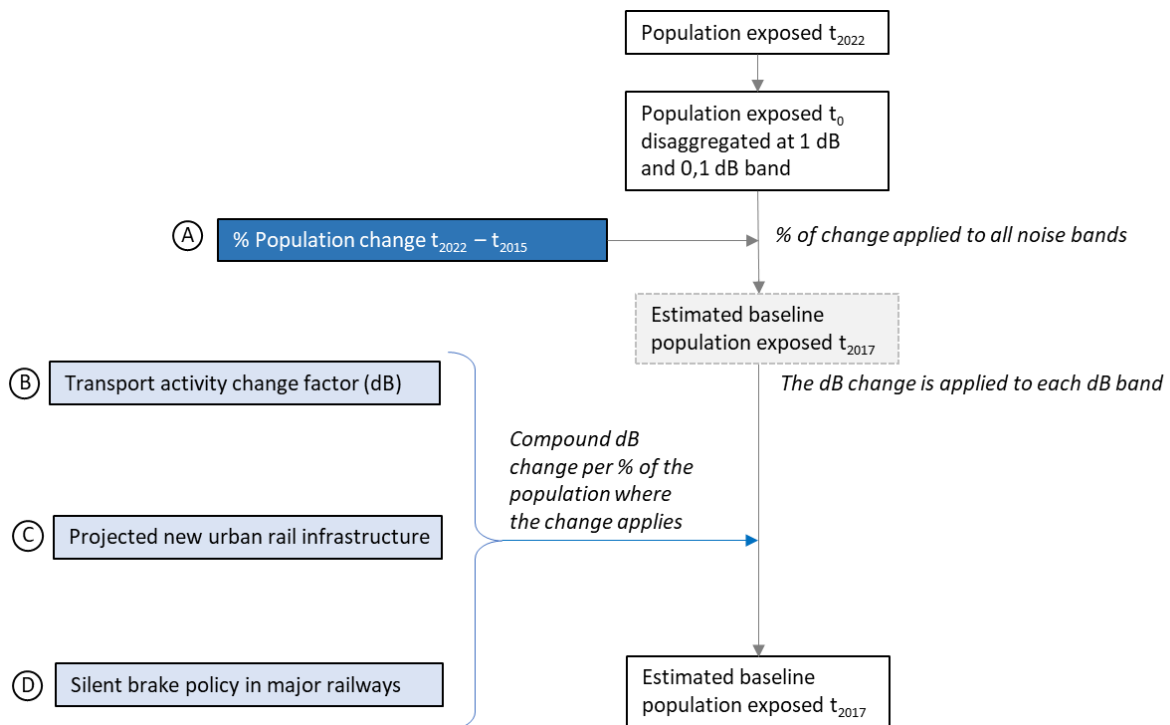 Population exposed t2022
Population exposed t0
disaggregated at 1 dB
and 0,1 dB band
A
% Population change t2022 – t2015
% of change applied to all noise bands
Estimated baseline
population exposed t2017
B
Transport activity change factor (dB)
The dB change is applied to each dB band
Compound dB
change per % of the
population where
the change applies
C
Projected new urban rail infrastructure
D
Silent brake policy in major railways
Estimated baseline
population exposed t2017